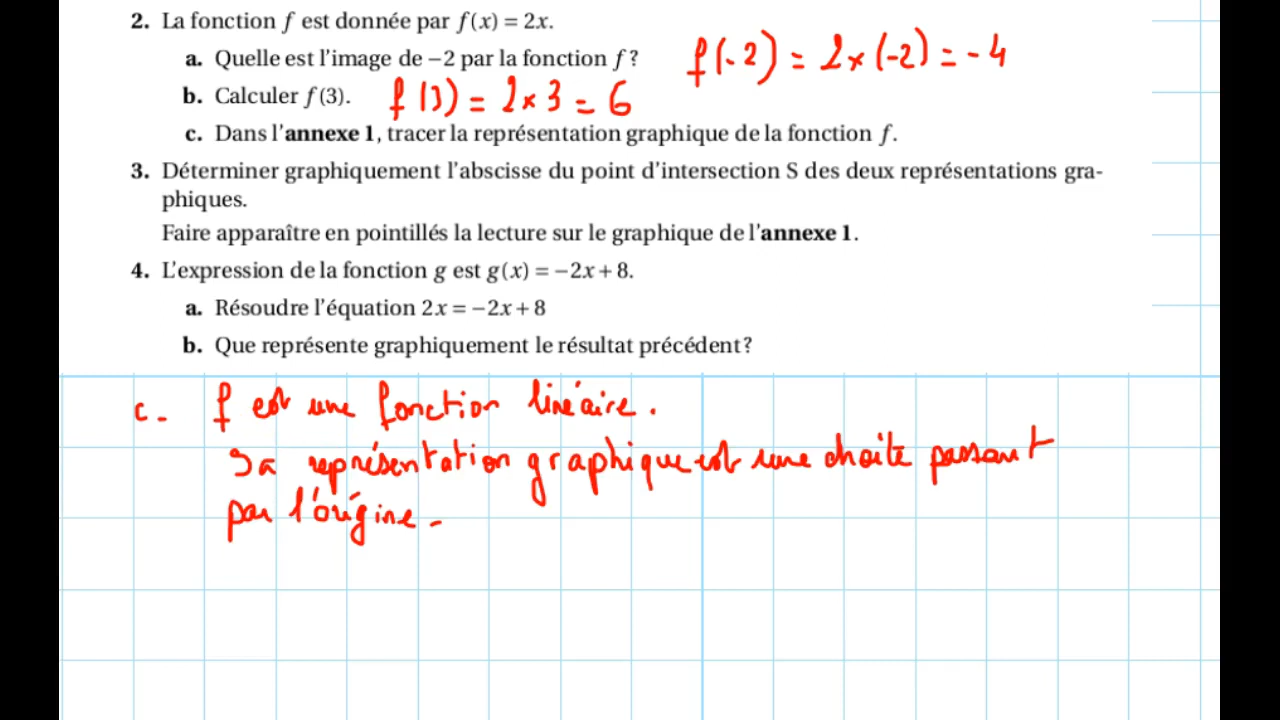 2. La fonction f est donnée par f(x) = 2x.
a. Quelle est l'image de −2 par la fonction f ? f(-2) = 2 × (-2) = -4
b. Calculer f(3). f(3) = 2 × 3 = 6
c. Dans l'annexe 1, tracer la représentation graphique de la fonction f.
3. Déterminer graphiquement l'abscisse du point d'intersection S des deux représentations gra-
phiques.
Faire apparaître en pointillés la lecture sur le graphique de l'annexe 1.
4. L'expression de la fonction g est g(x) = −2x + 8.
a. Résoudre l'équation 2x = −2x + 8
b. Que représente graphiquement le résultat précédent ?
c - f est une fonction linéaire.
Sa représentation graphique est une droite passant
par l'origine -